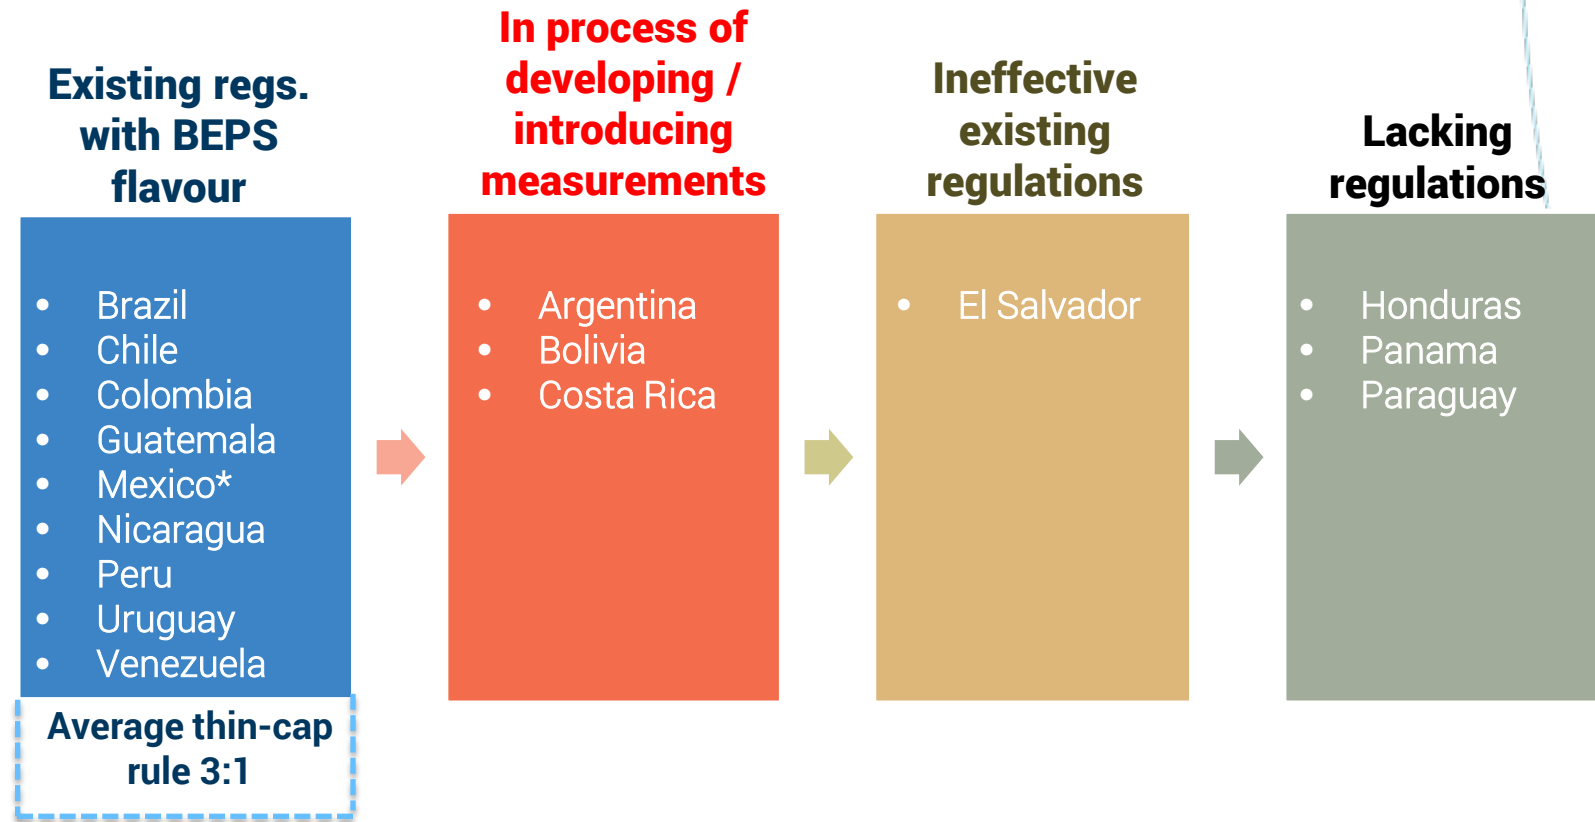 Existing regs.
with BEPS
flavour
• Brazil
• Chile
• Colombia
• Guatemala
• Mexico*
• Nicaragua
• Peru
• Uruguay
• Venezuela
Average thin-cap
rule 3:1
In process of
developing /
introducing
measurements
• Argentina
• Bolivia
• Costa Rica
Ineffective
existing
regulations
• El Salvador
Lacking
regulations
• Honduras
• Panama
• Paraguay